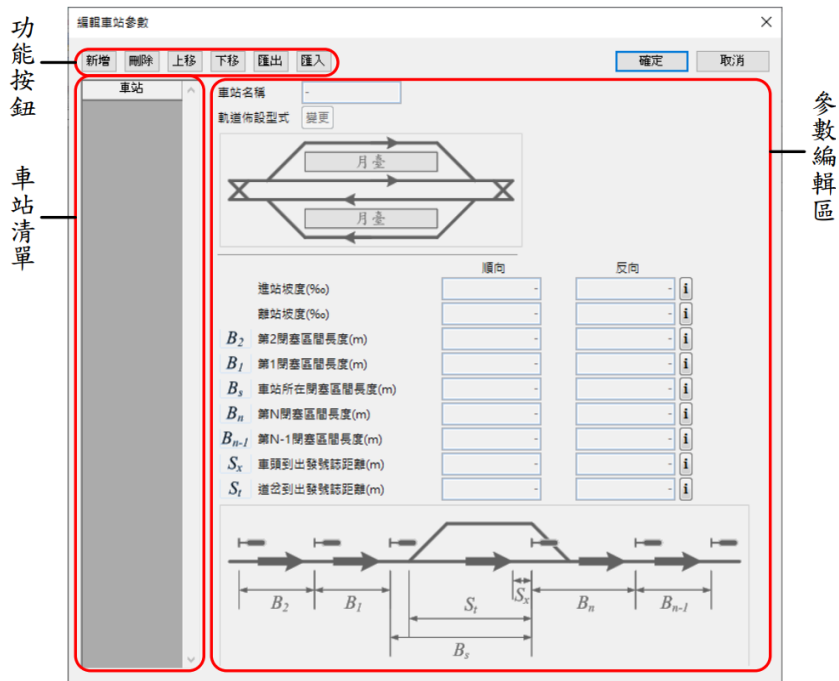 編輯車站參數
功能按鈕
新增 刪除 上移 下移 匯出 匯入 確定 取消
車站
車站清單
參數編輯區
車站名稱 -
軌道佈設型式 變更
月臺
月臺
順向 反向
進站坡度(‰) - - i
離站坡度(‰) - - i
B2 第2閉塞區間長度(m) - - i
B1 第1閉塞區間長度(m) - - i
Bs 車站所在閉塞區間長度(m) - - i
Bn 第N閉塞區間長度(m) - - i
Bn-1 第N-1閉塞區間長度(m) - - i
Sx 車頭到出發號誌距離(m) - - i
St 道岔到出發號誌距離(m) - - i
B2 B1 St Sx Bn Bn-1
Bs